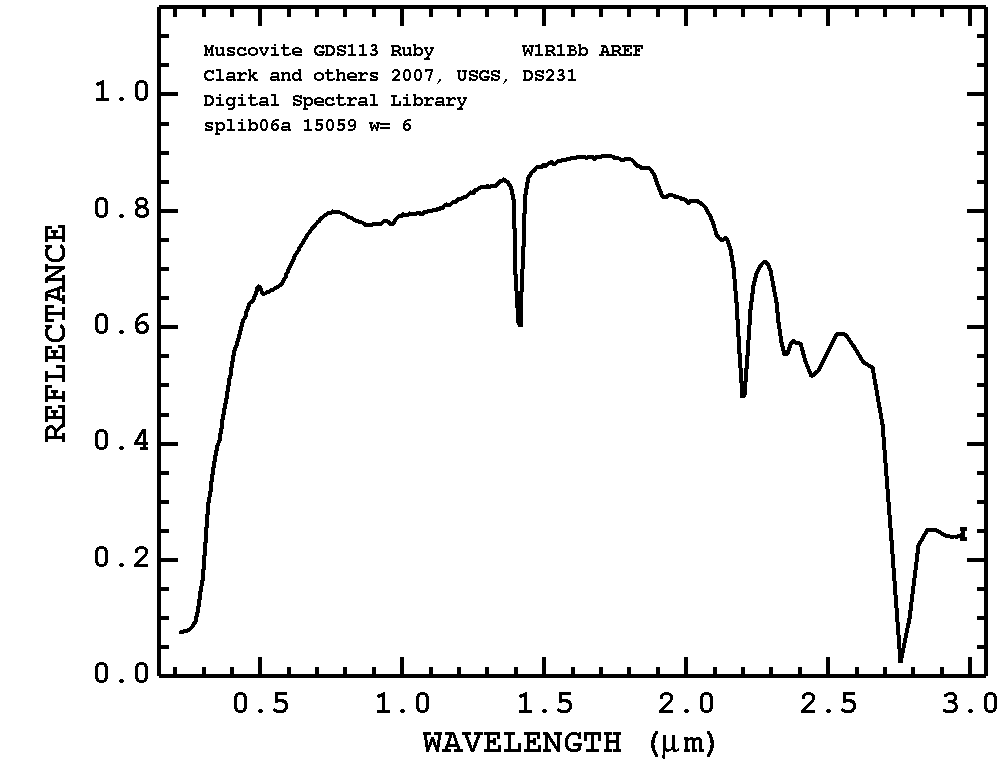 Muscovite GDS113 Ruby W1R1Bb AREF
Clark and others 2007, USGS, DS231
Digital Spectral Library
splib06a 15059 w= 6
1.0
0.8
0.6
0.4
0.2
0.0
REFLECTANCE
0.5 1.0 1.5 2.0 2.5 3.0
WAVELENGTH (μm)